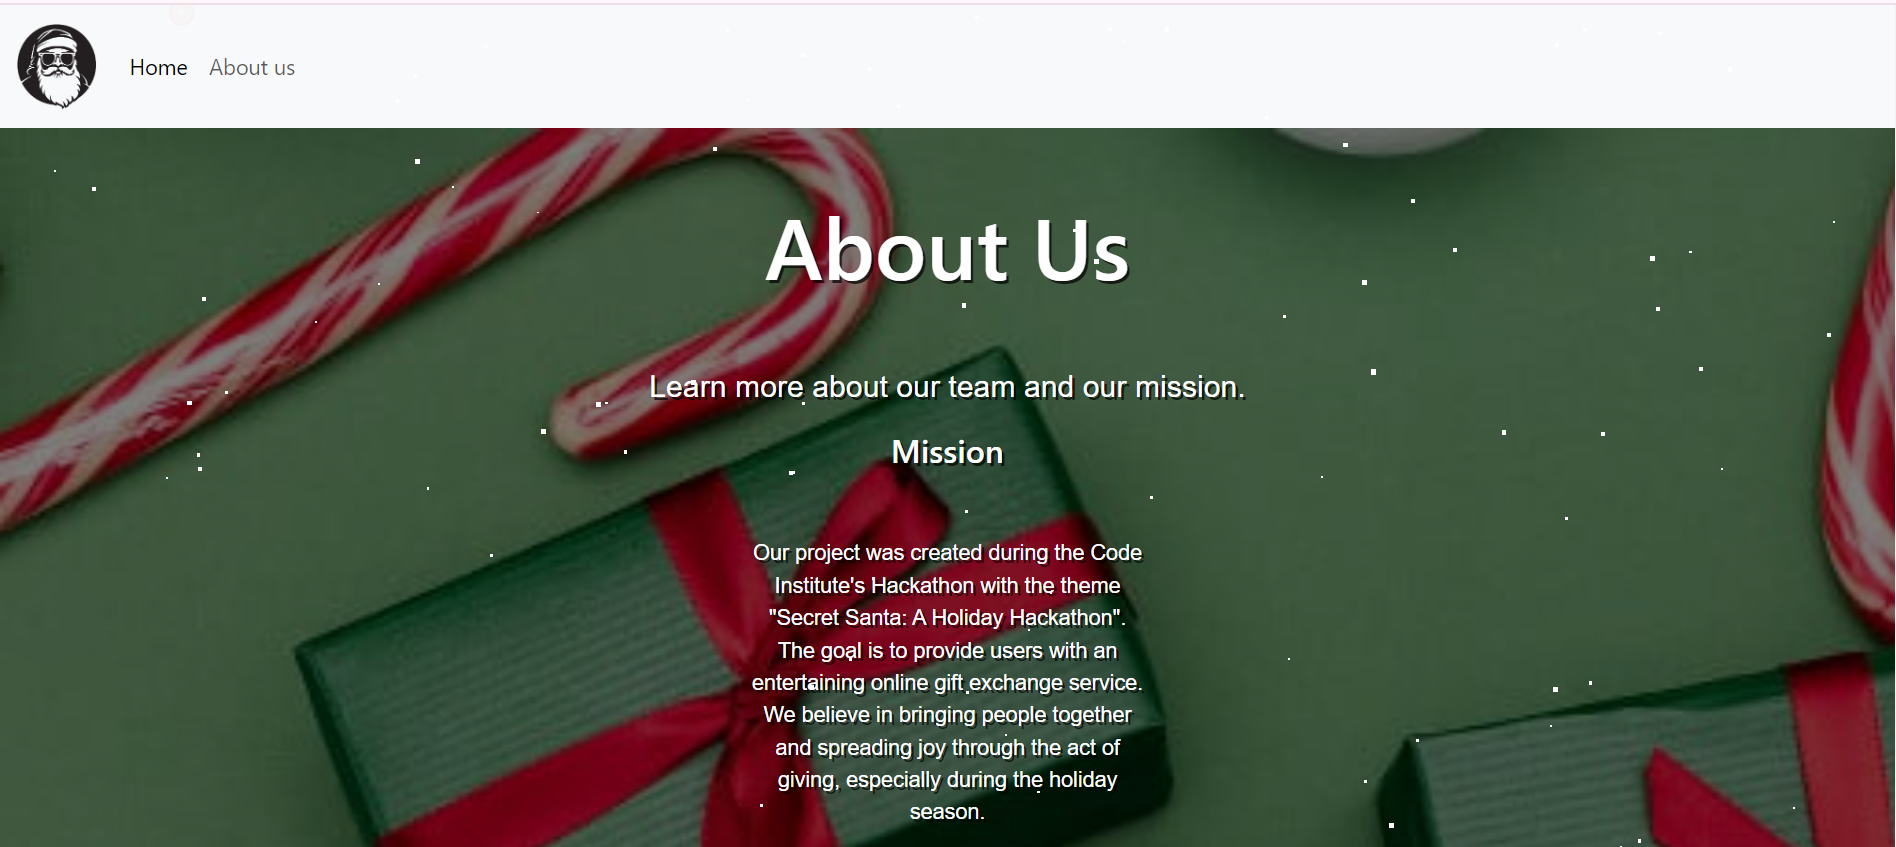 Home About us
About Us
Learn more about our team and our mission.
Mission
Our project was created during the Code
Institute's Hackathon with the theme
"Secret Santa: A Holiday Hackathon".
The goal is to provide users with an
entertaining online gift exchange service.
We believe in bringing people together
and spreading joy through the act of
giving, especially during the holiday
season.